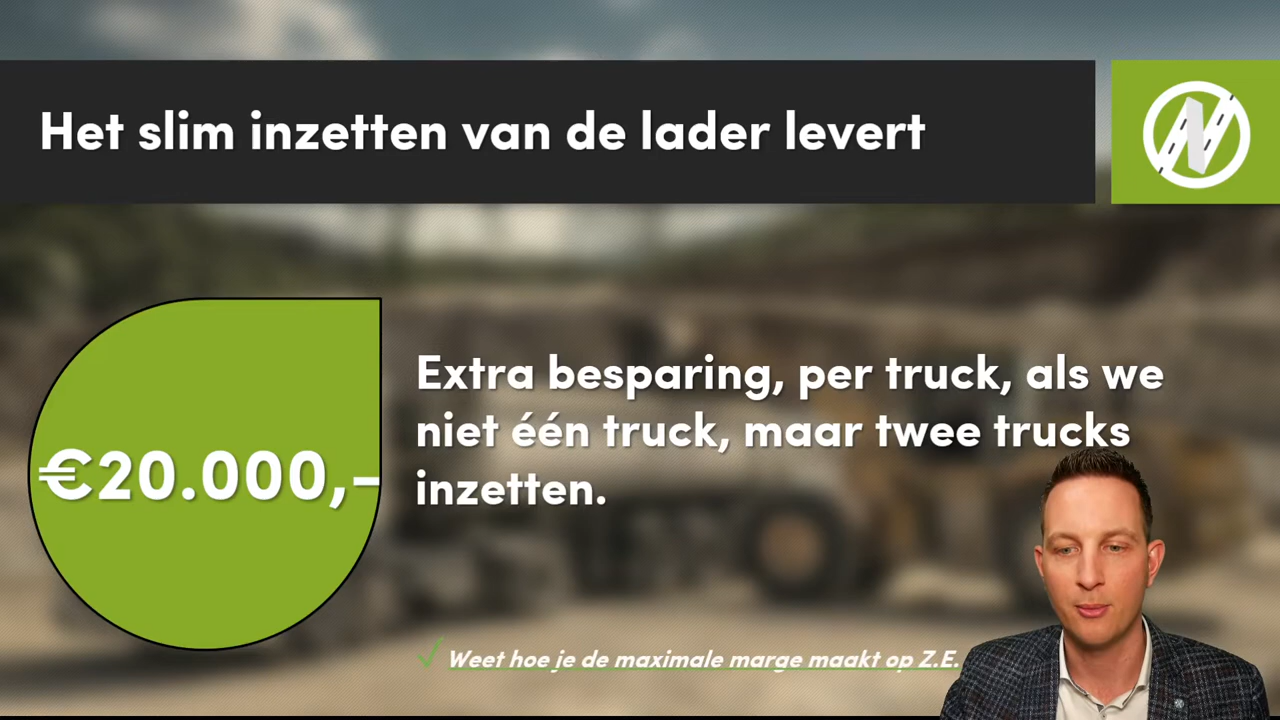 Het slim inzetten van de lader levert
N
€20.000,-
Extra besparing, per truck, als we
niet één truck, maar twee trucks
inzetten.
Weet hoe je de maximale marge maakt op Z.E.